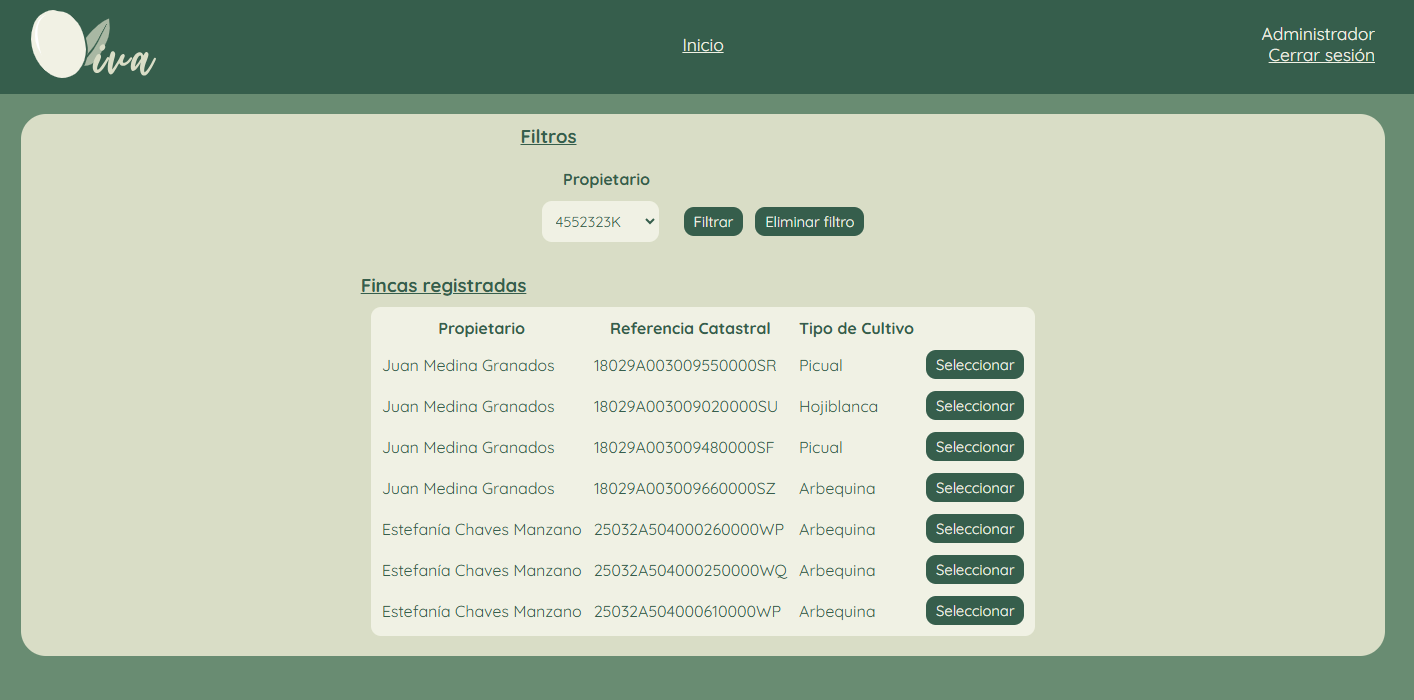 Oliva
Inicio
Administrador
Cerrar sesión
Filtros
Propietario
4552323K
Filtrar
Eliminar filtro
Fincas registradas
Propietario Referencia Catastral Tipo de Cultivo
Juan Medina Granados 18029A003009550000SR Picual Seleccionar
Juan Medina Granados 18029A003009020000SU Hojiblanca Seleccionar
Juan Medina Granados 18029A003009480000SF Picual Seleccionar
Juan Medina Granados 18029A003009660000SZ Arbequina Seleccionar
Estefanía Chaves Manzano 25032A504000260000WP Arbequina Seleccionar
Estefanía Chaves Manzano 25032A504000250000WQ Arbequina Seleccionar
Estefanía Chaves Manzano 25032A504000610000WP Arbequina Seleccionar